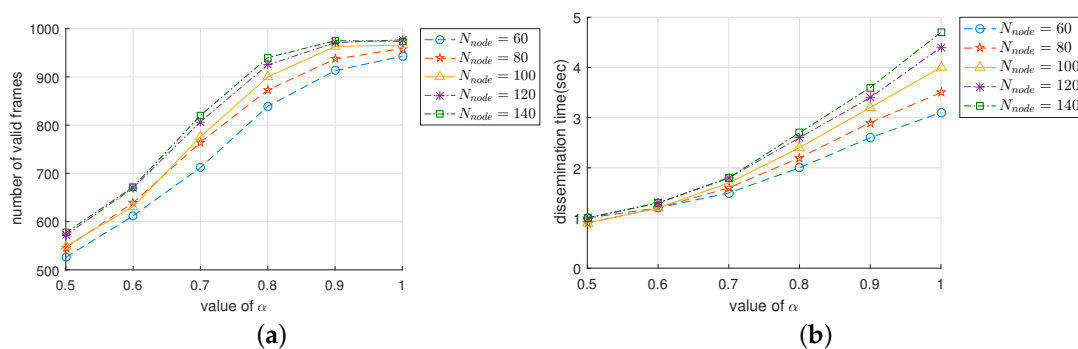 number of valid frames
1000
900
800
700
600
500
0.5
0.6
0.7
0.8
0.9
1
value of α
N_node = 60
N_node = 80
N_node = 100
N_node = 120
N_node = 140
(a)
dissemination time(sec)
5
4
3
2
1
0
0.5
0.6
0.7
0.8
0.9
1
value of α
N_node = 60
N_node = 80
N_node = 100
N_node = 120
N_node = 140
(b)